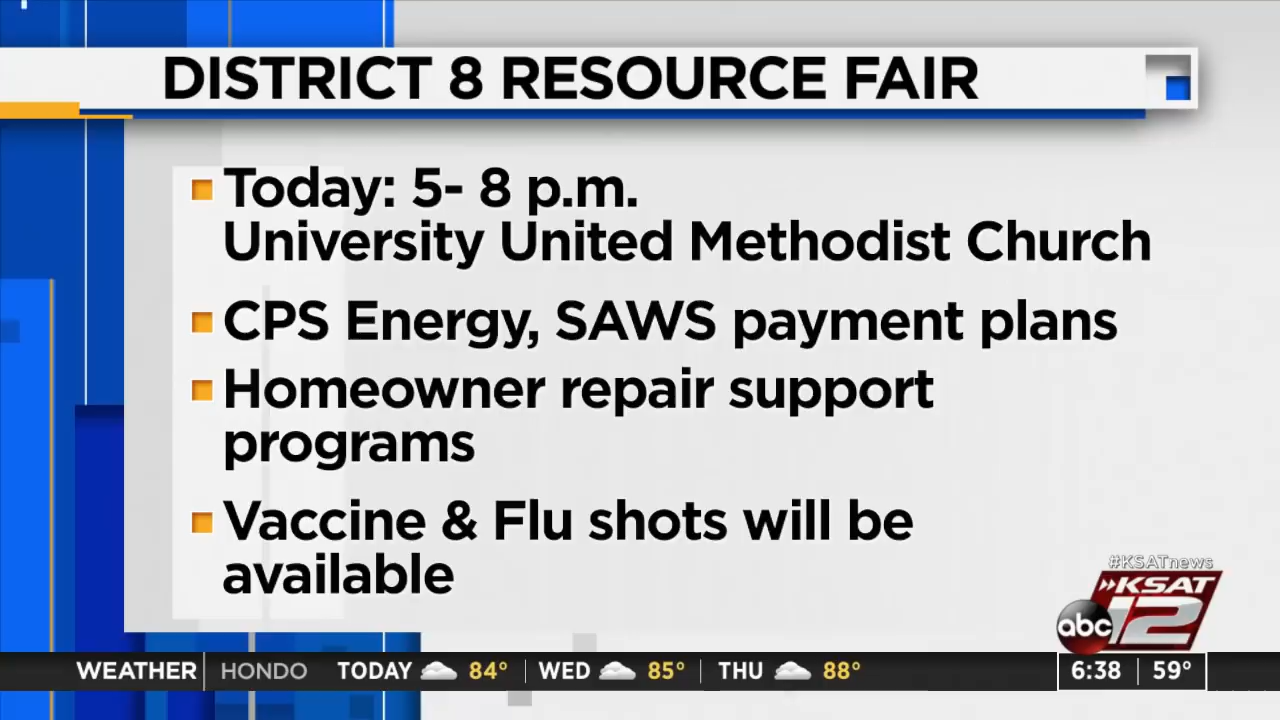 DISTRICT 8 RESOURCE FAIR
Today: 5- 8 p.m.
University United Methodist Church
CPS Energy, SAWS payment plans
Homeowner repair support
programs
Vaccine & Flu shots will be
available
#KSATnews
KSAT
abc 12
WEATHER HONDO TODAY 84° WED 85° THU 88° 6:38 59°